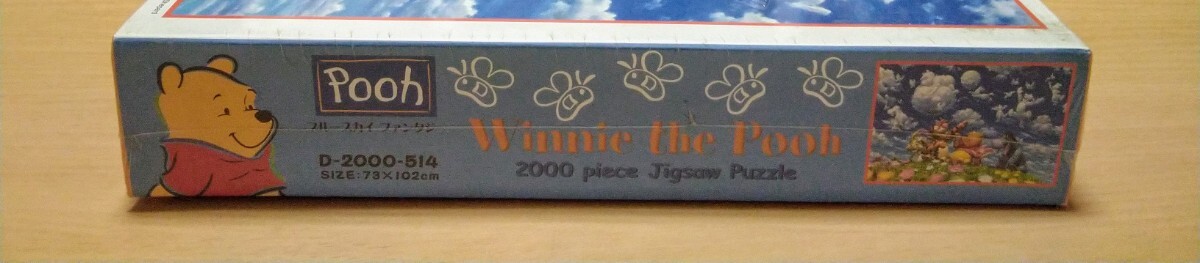 Pooh
ブルースカイファンタジー
D-2000-514
SIZE:73×102cm
Winnie the Pooh
2000 piece Jigsaw Puzzle